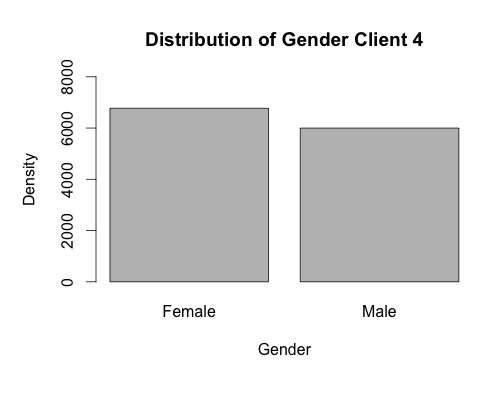 Distribution of Gender Client 4
8000
6000
4000
2000
0
Density
Female
Male
Gender